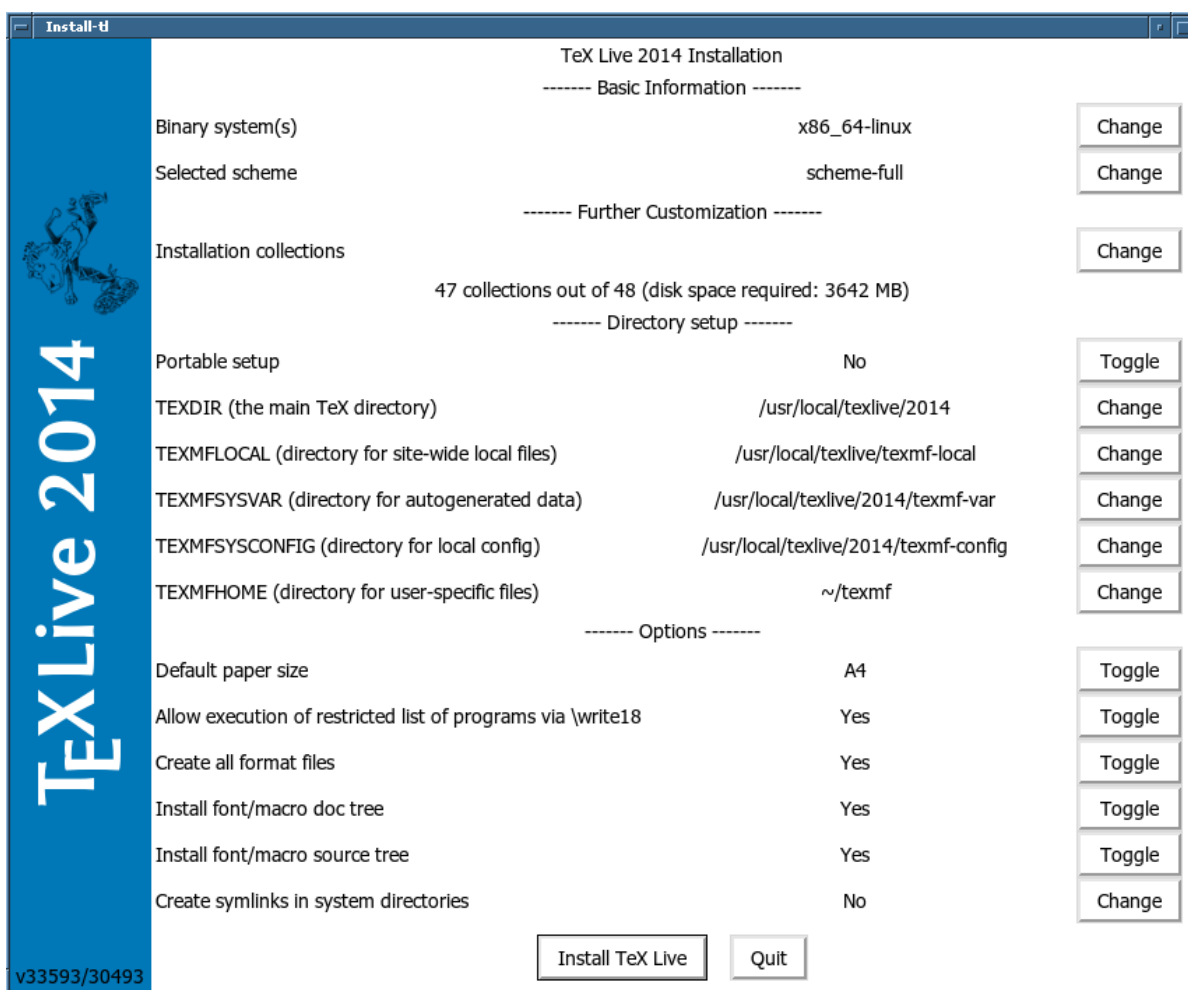 Install-tl
TeX Live 2014 Installation
------- Basic Information -------
Binary system(s) x86_64-linux Change
Selected scheme scheme-full Change
------- Further Customization -------
Installation collections Change
47 collections out of 48 (disk space required: 3642 MB)
------- Directory setup -------
Portable setup No Toggle
TEXDIR (the main TeX directory) /usr/local/texlive/2014 Change
TEXMFLOCAL (directory for site-wide local files) /usr/local/texlive/texmf-local Change
TEXMFSYSVAR (directory for autogenerated data) /usr/local/texlive/2014/texmf-var Change
TEXMFSYSCONFIG (directory for local config) /usr/local/texlive/2014/texmf-config Change
TEXMFHOME (directory for user-specific files) ~/texmf Change
------- Options -------
Default paper size A4 Toggle
Allow execution of restricted list of programs via \write18 Yes Toggle
Create all format files Yes Toggle
Install font/macro doc tree Yes Toggle
Install font/macro source tree Yes Toggle
Create symlinks in system directories No Change
Install TeX Live Quit
TEX Live 2014
v33593/30493